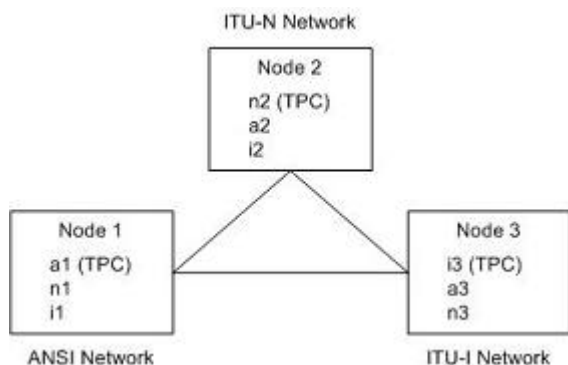 ITU-N Network
Node 2
n2 (TPC)
a2
i2
Node 1
a1 (TPC)
n1
i1
ANSI Network
Node 3
i3 (TPC)
a3
n3
ITU-I Network